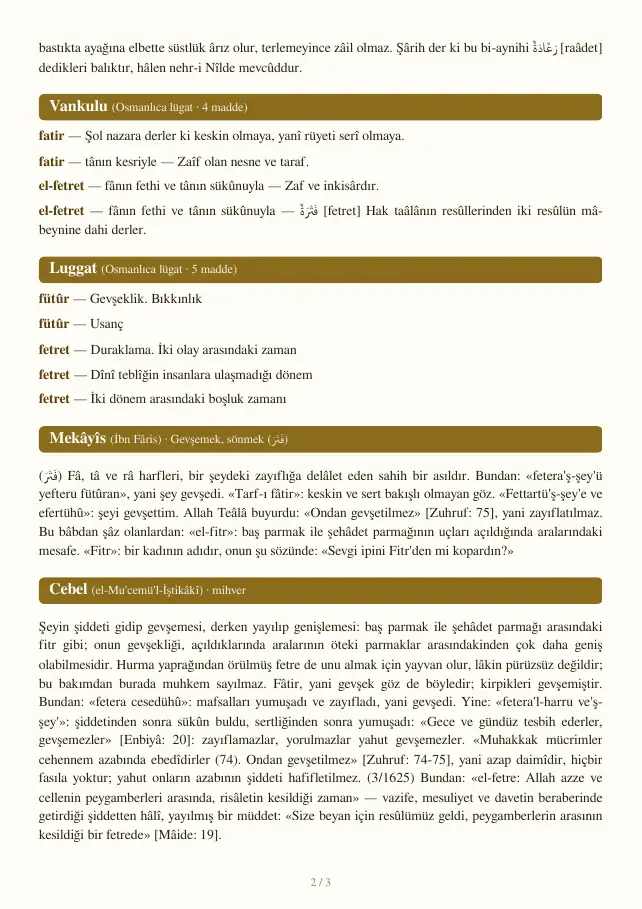 bastıkta ayağına elbette süstlük ârız olur, terlemeyince zâil olmaz. Şârih der ki bu bi-aynihi رَعَّادَةٌ [raâdet]
dedikleri balıktır, hâlen nehr-i Nîlde mevcûddur.
Vankulu (Osmanlıca lügat · 4 madde)
fatir — Şol nazara derler ki keskin olmaya, yanî rüyeti serî olmaya.
fatir — tânın kesriyle — Zaîf olan nesne ve taraf.
el-fetret — fânın fethi ve tânın sükûnuyla — Zaf ve inkisârdır.
el-fetret — fânın fethi ve tânın sükûnuyla — فَتْرَةٌ [fetret] Hak taâlânın resûllerinden iki resûlün mâ-
beynine dahi derler.
Luggat (Osmanlıca lügat · 5 madde)
fütûr — Gevşeklik. Bıkkınlık
fütûr — Usanç
fetret — Duraklama. İki olay arasındaki zaman
fetret — Dînî teblîğin insanlara ulaşmadığı dönem
fetret — İki dönem arasındaki boşluk zamanı
Mekâyîs (İbn Fâris) · Gevşemek, sönmek (فَتَرَ)
(فَتَرَ) Fâ, tâ ve râ harfleri, bir şeydeki zayıflığa delâlet eden sahih bir asıldır. Bundan: «fetera'ş-şey'ü
yefteru fütûran», yani şey gevşedi. «Tarf-ı fâtir»: keskin ve sert bakışlı olmayan göz. «Fettartü'ş-şey'e ve
efertühû»: şeyi gevşettim. Allah Teâlâ buyurdu: «Ondan gevşetilmez» [Zuhruf: 75], yani zayıflatılmaz.
Bu bâbdan şâz olanlardan: «el-fitr»: baş parmak ile şehâdet parmağının uçları açıldığında aralarındaki
mesafe. «Fitr»: bir kadının adıdır, onun şu sözünde: «Sevgi ipini Fitr'den mi kopardın?»
Cebel (el-Mu'cemü'l-İştikâkî) · mihver
Şeyin şiddeti gidip gevşemesi, derken yayılıp genişlemesi: baş parmak ile şehâdet parmağı arasındaki
fitr gibi; onun gevşekliği, açıldıklarında aralarının öteki parmaklar arasındakinden çok daha geniş
olabilmesidir. Hurma yaprağından örülmüş fetre de unu almak için yayvan olur, lâkin pürüzsüz değildir;
bu bakımdan burada muhkem sayılmaz. Fâtir, yani gevşek göz de böyledir; kirpikleri gevşemiştir.
Bundan: «fetera cesedühû»: mafsalları yumuşadı ve zayıfladı, yani gevşedi. Yine: «fetera'l-harru ve'ş-
şey'»: şiddetinden sonra sükûn buldu, sertliğinden sonra yumuşadı: «Gece ve gündüz tesbih ederler,
gevşemezler» [Enbiyâ: 20]: zayıflamazlar, yorulmazlar yahut gevşemezler. «Muhakkak mücrimler
cehennem azabında ebedîdirler (74). Ondan gevşetilmez» [Zuhruf: 74-75], yani azap daimîdir, hiçbir
fasıla yoktur; yahut onların azabının şiddeti hafifletilmez. (3/1625) Bundan: «el-fetre: Allah azze ve
cellenin peygamberleri arasında, risâletin kesildiği zaman» — vazife, mesuliyet ve davetin beraberinde
getirdiği şiddetten hâlî, yayılmış bir müddet: «Size beyan için resûlümüz geldi, peygamberlerin arasının
kesildiği bir fetrede» [Mâide: 19].
2 / 3